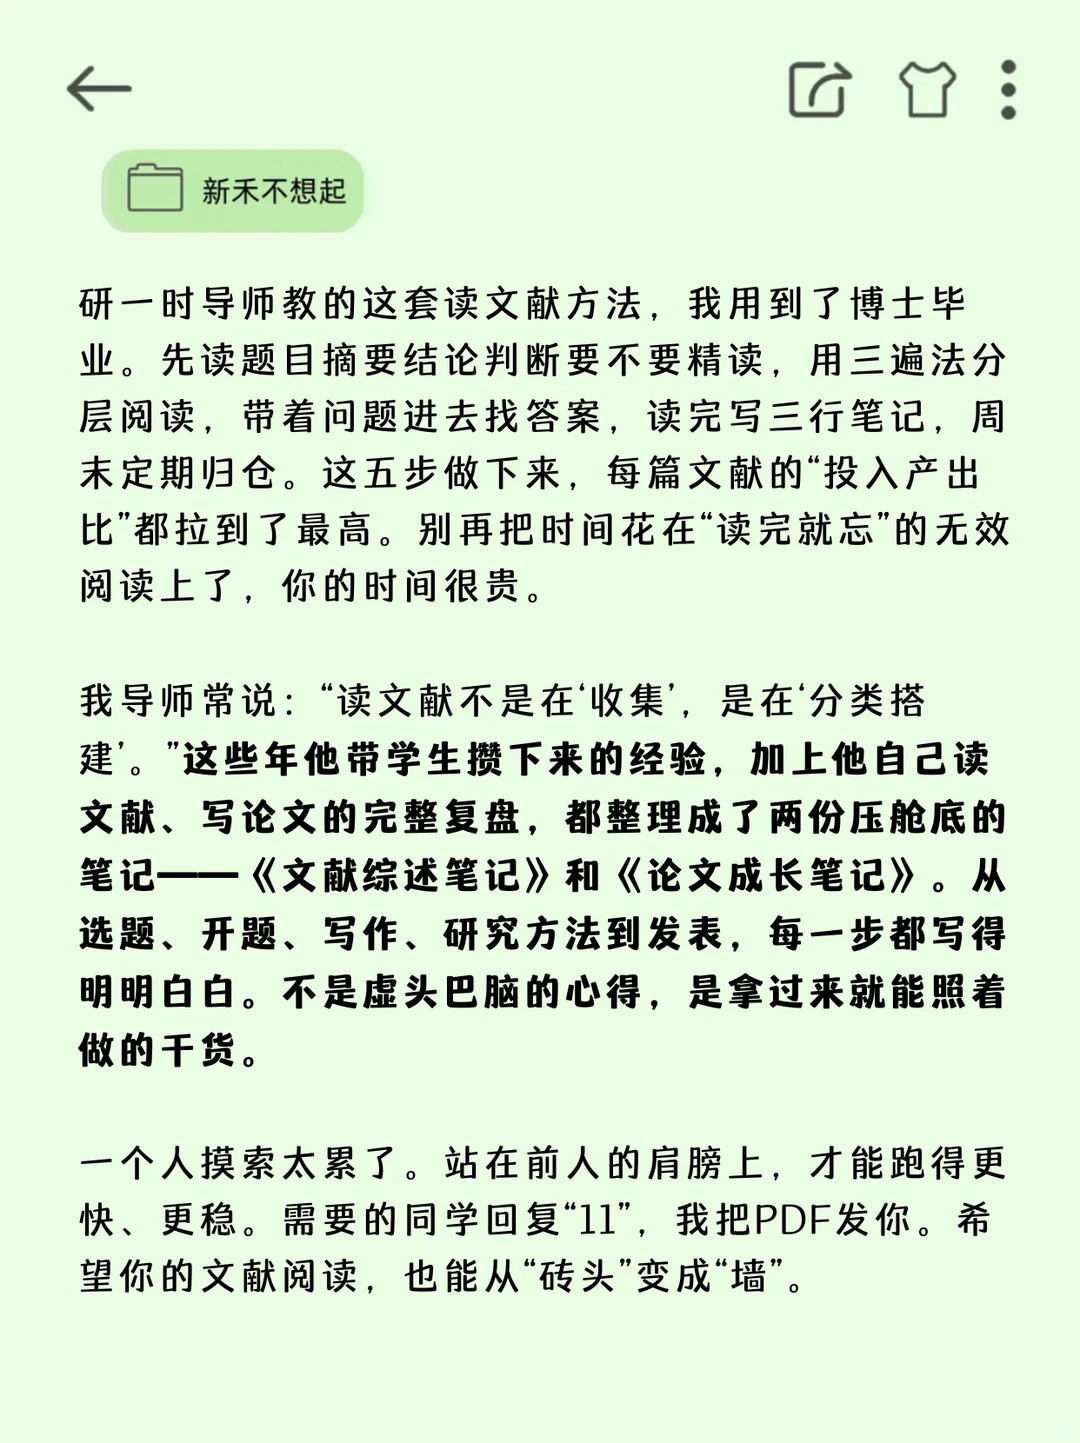 新禾不想起
研一时导师教的这套读文献方法，我用到了博士毕
业。先读题目摘要结论判断要不要精读，用三遍法分
层阅读，带着问题进去找答案，读完写三行笔记，周
末定期归仓。这五步做下来，每篇文献的“投入产出
比”都拉到了最高。别再把时间花在“读完就忘”的无效
阅读上了，你的时间很贵。
我导师常说：“读文献不是在‘收集’，是在‘分类搭
建’。”这些年他带学生攒下来的经验，加上他自己读
文献、写论文的完整复盘，都整理成了两份压舱底的
笔记——《文献综述笔记》和《论文成长笔记》。从
选题、开题、写作、研究方法到发表，每一步都写得
明明白白。不是虚头巴脑的心得，是拿过来就能照着
做的干货。
一个人摸索太累了。站在前人的肩膀上，才能跑得更
快、更稳。需要的同学回复“11”，我把PDF发你。希
望你的文献阅读，也能从“砖头”变成“墙”。